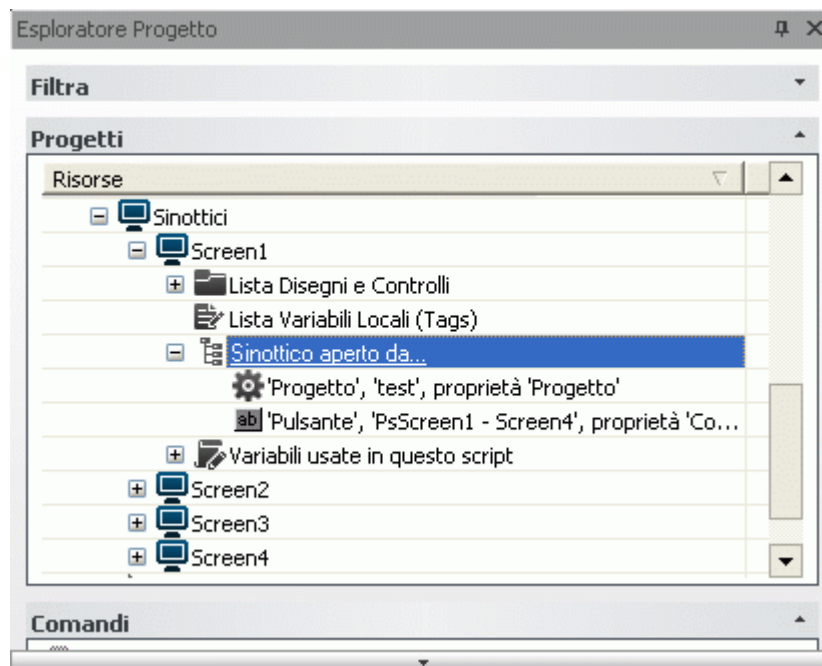 Esploratore Progetto
Filtra
Progetti
Risorse
Sinottici
Screen1
Lista Disegni e Controlli
Lista Variabili Locali (Tags)
Sinottico aperto da...
'Progetto', 'test', proprietà 'Progetto'
ab 'Pulsante', 'PsScreen1 - Screen4', proprietà 'Co...
Variabili usate in questo script
Screen2
Screen3
Screen4
Comandi